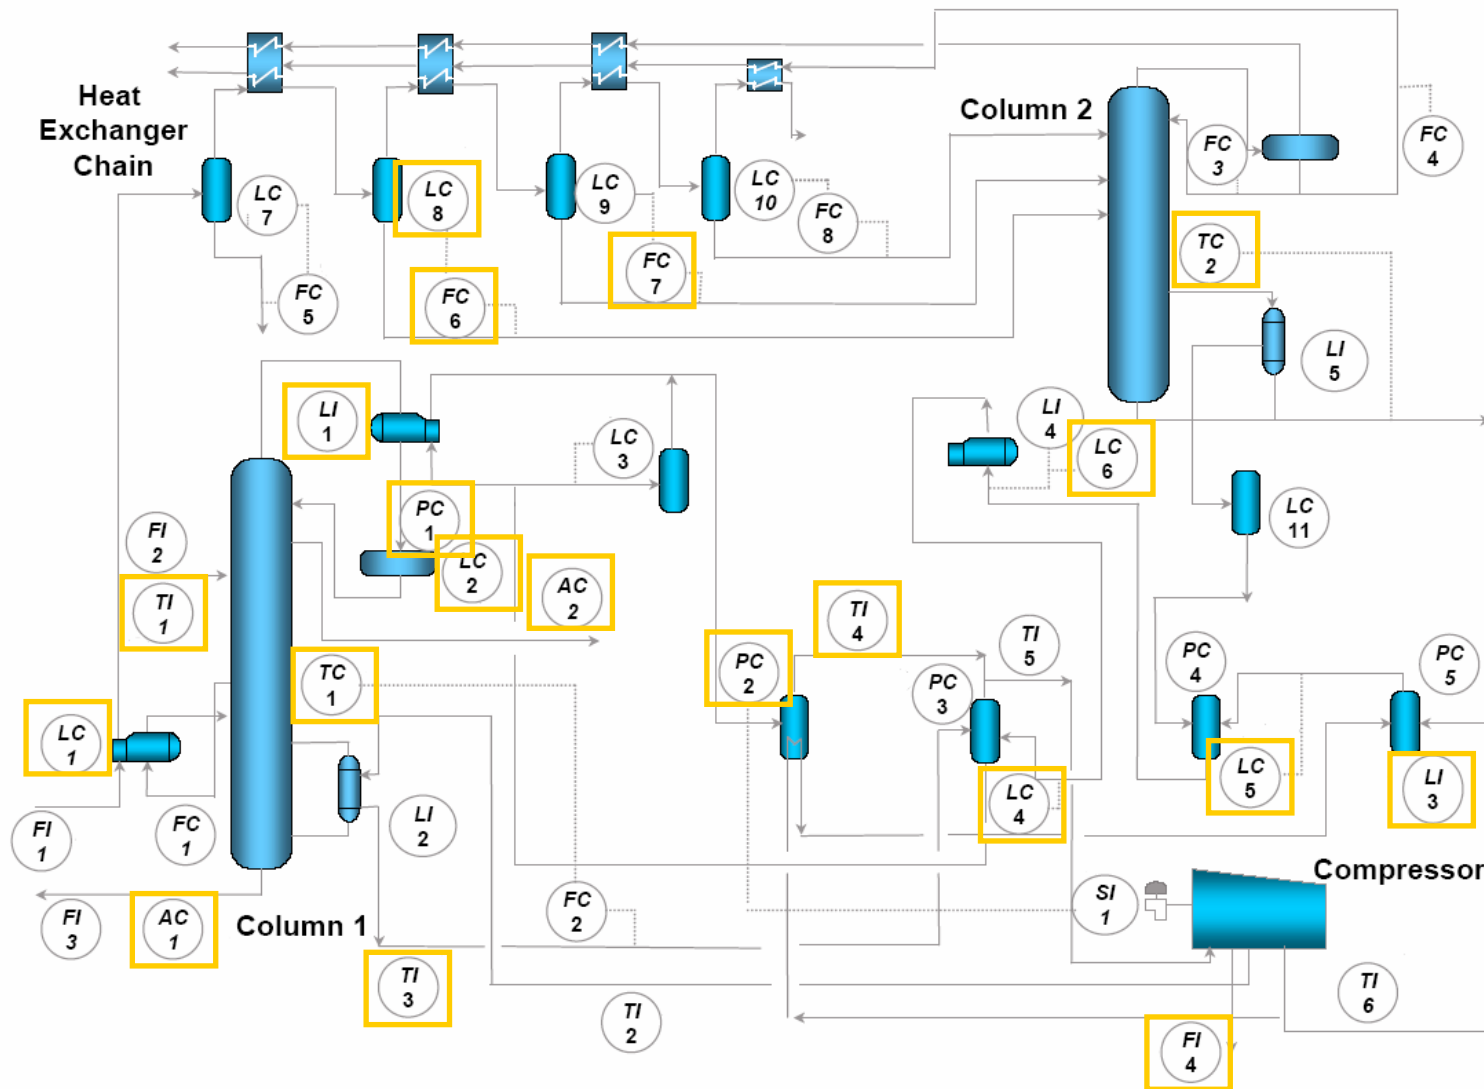 Heat
Exchanger
Chain
Column 2
FC
3
FC
4
LC
7
LC
8
LC
9
LC
10
FC
8
TC
2
FC
5
FC
6
FC
7
LI
5
LI
1
LC
3
LI
4
LC
6
PC
1
LC
2
AC
2
LC
11
FI
2
TI
1
TC
1
PC
2
TI
4
TI
5
PC
3
PC
4
PC
5
LC
1
FI
1
FC
1
LI
2
LC
4
LC
5
LI
3
Compressor
FI
3
AC
1
Column 1
FC
2
SI
1
TI
3
TI
2
TI
6
FI
4